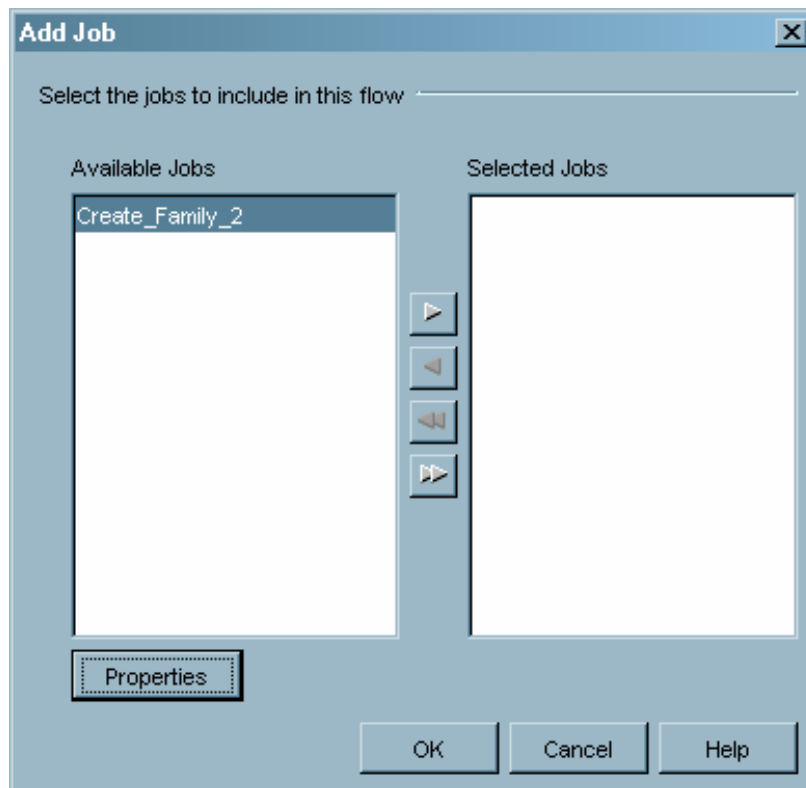 Add Job
Select the jobs to include in this flow
Available Jobs
Selected Jobs
Create_Family_2
Properties
OK
Cancel
Help